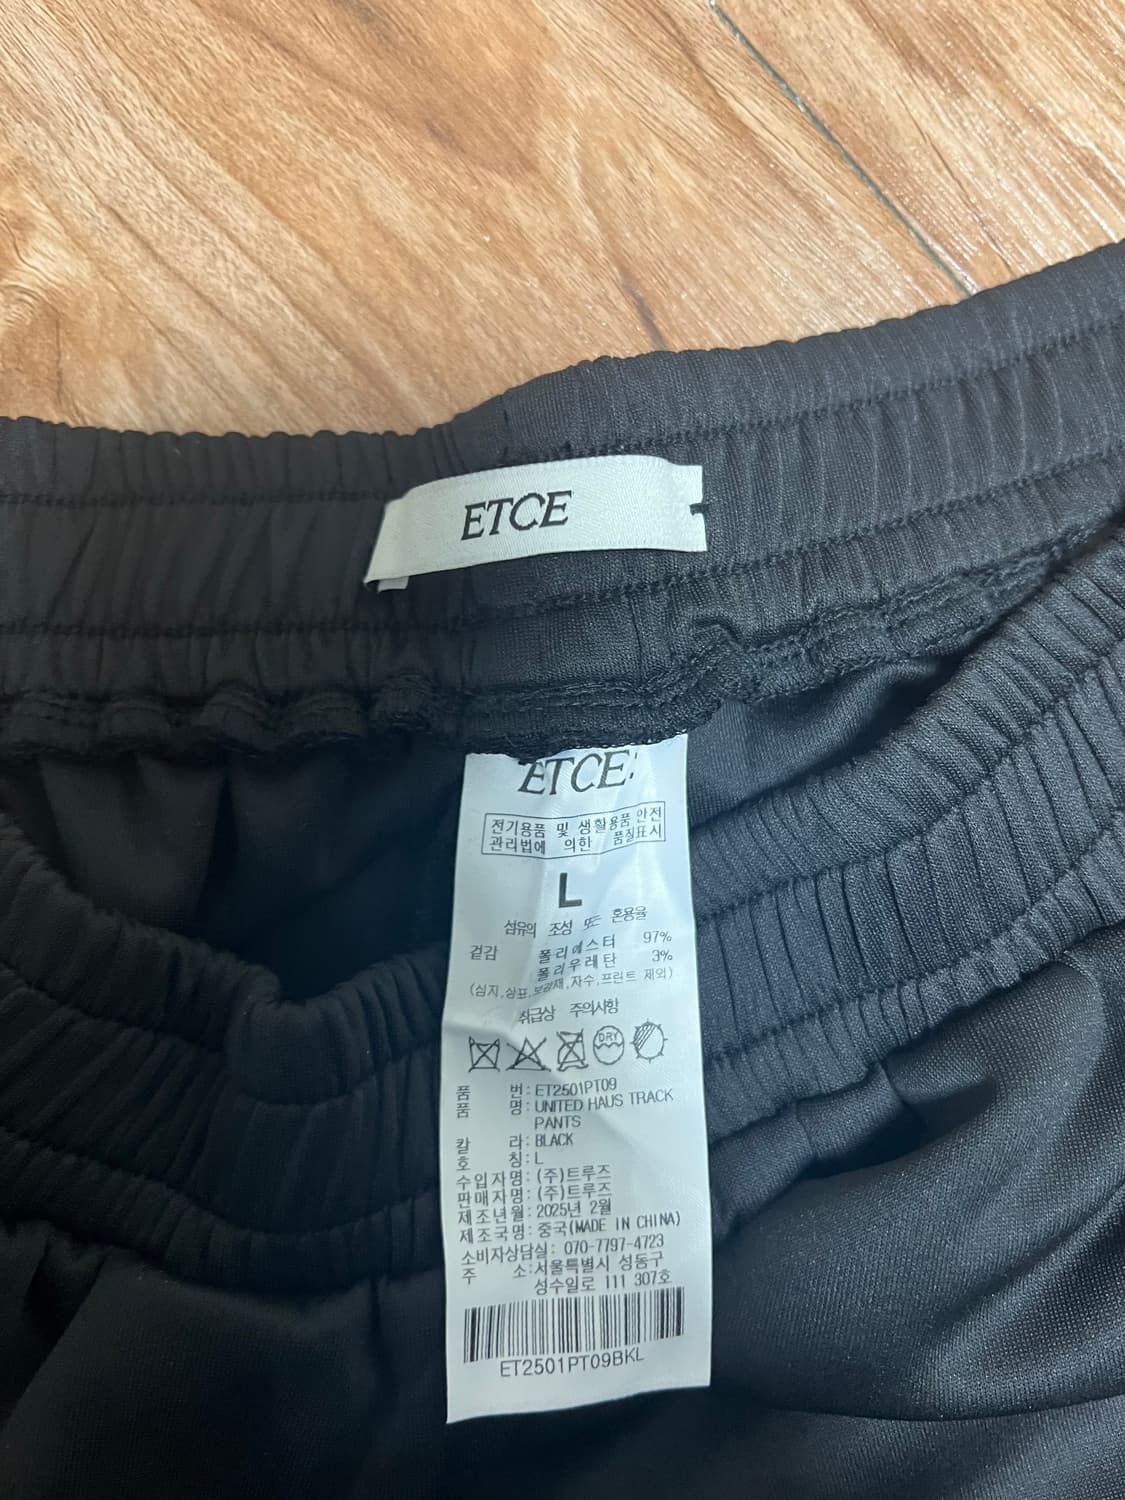 ETCE
ETCE:
전기용품 및 생활용품 안전
관리법에 의한 품질표시
L
섬유의 조성 또는 혼용율
겉감 폴리에스터 97%
폴리우레탄 3%
(심지,상표,보강재,자수,프린트 제외)
취급상 주의사항
DRY
품 번: ET2501PT09
품 명: UNITED HAUS TRACK
PANTS
칼 라: BLACK
호 칭: L
수입자명: (주)트루즈
판매자명: (주)트루즈
제조년월: 2025년 2월
제조국명: 중국(MADE IN CHINA)
소비자상담실: 070-7797-4723
주 소:서울특별시 성동구
성수일로 111 307호
ET2501PT09BKL